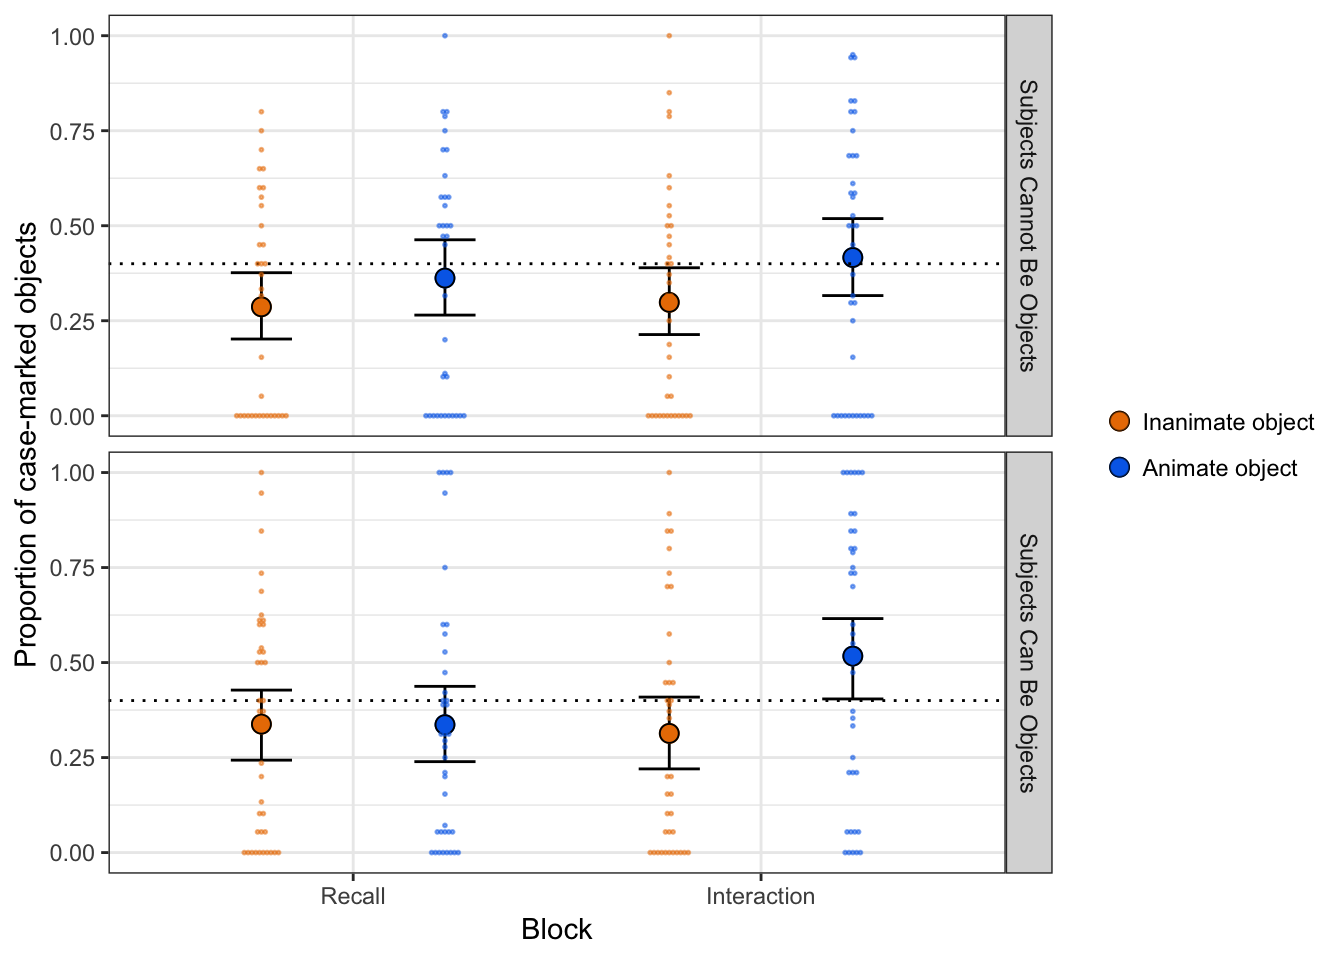 Proportion of case-marked objects
1.00
0.75
0.50
0.25
0.00
Subjects Cannot Be Objects
1.00
0.75
0.50
0.25
0.00
Subjects Can Be Objects
Recall
Interaction
Block
Inanimate object
Animate object